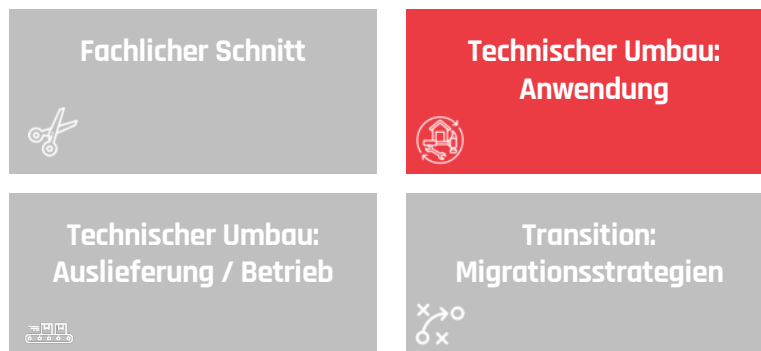 Fachlicher Schnitt
Technischer Umbau:
Anwendung
Technischer Umbau:
Auslieferung / Betrieb
Transition:
Migrationsstrategien